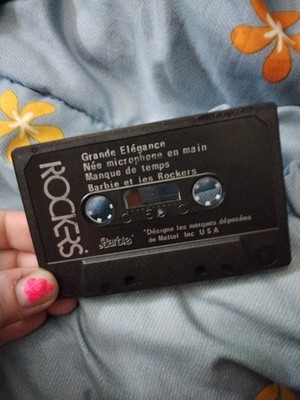 Grande Elégance
Née microphone en main
Manque de temps
Barbie et les Rockers
ROCKERS
Barbie
*Désigne les marques déposées
de Mattel Inc U S A